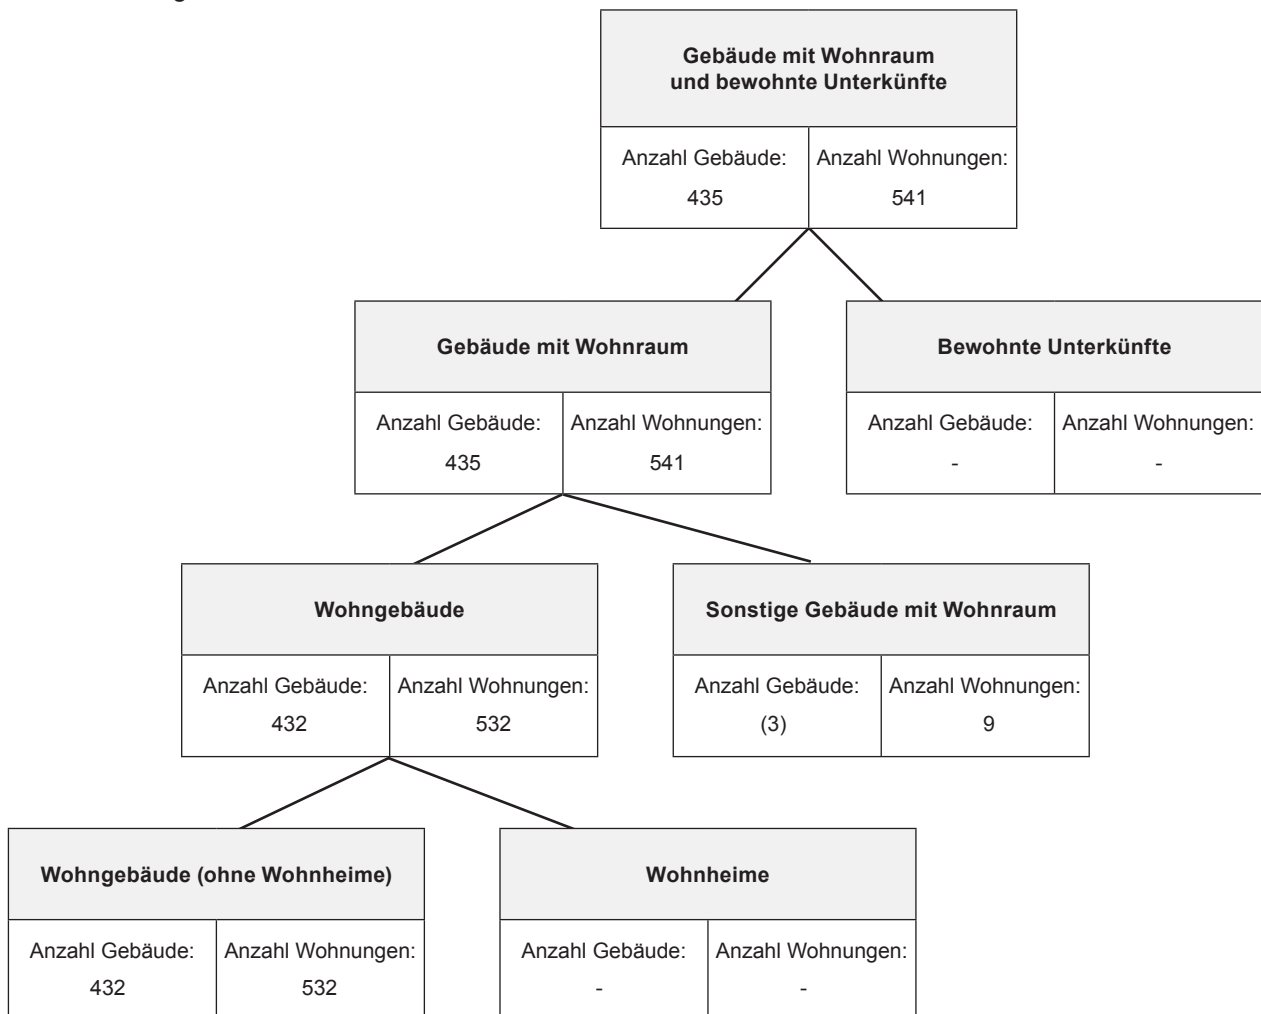 Gebäude mit Wohnraum
und bewohnte Unterkünfte
Anzahl Gebäude: Anzahl Wohnungen:
435 541
Gebäude mit Wohnraum Bewohnte Unterkünfte
Anzahl Gebäude: Anzahl Wohnungen: Anzahl Gebäude: Anzahl Wohnungen:
435 541 - -
Wohngebäude Sonstige Gebäude mit Wohnraum
Anzahl Gebäude: Anzahl Wohnungen: Anzahl Gebäude: Anzahl Wohnungen:
432 532 (3) 9
Wohngebäude (ohne Wohnheime) Wohnheime
Anzahl Gebäude: Anzahl Wohnungen: Anzahl Gebäude: Anzahl Wohnungen:
432 532 - -